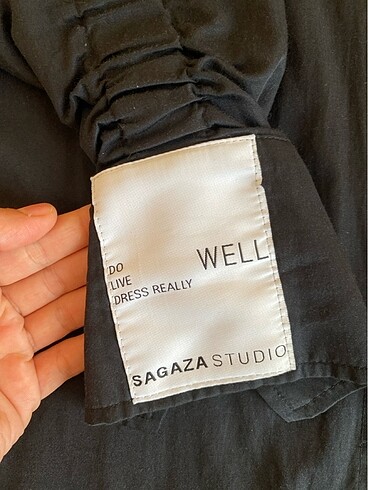 DO
LIVE
DRESS REALLY
WELL
SAGAZA STUDIO